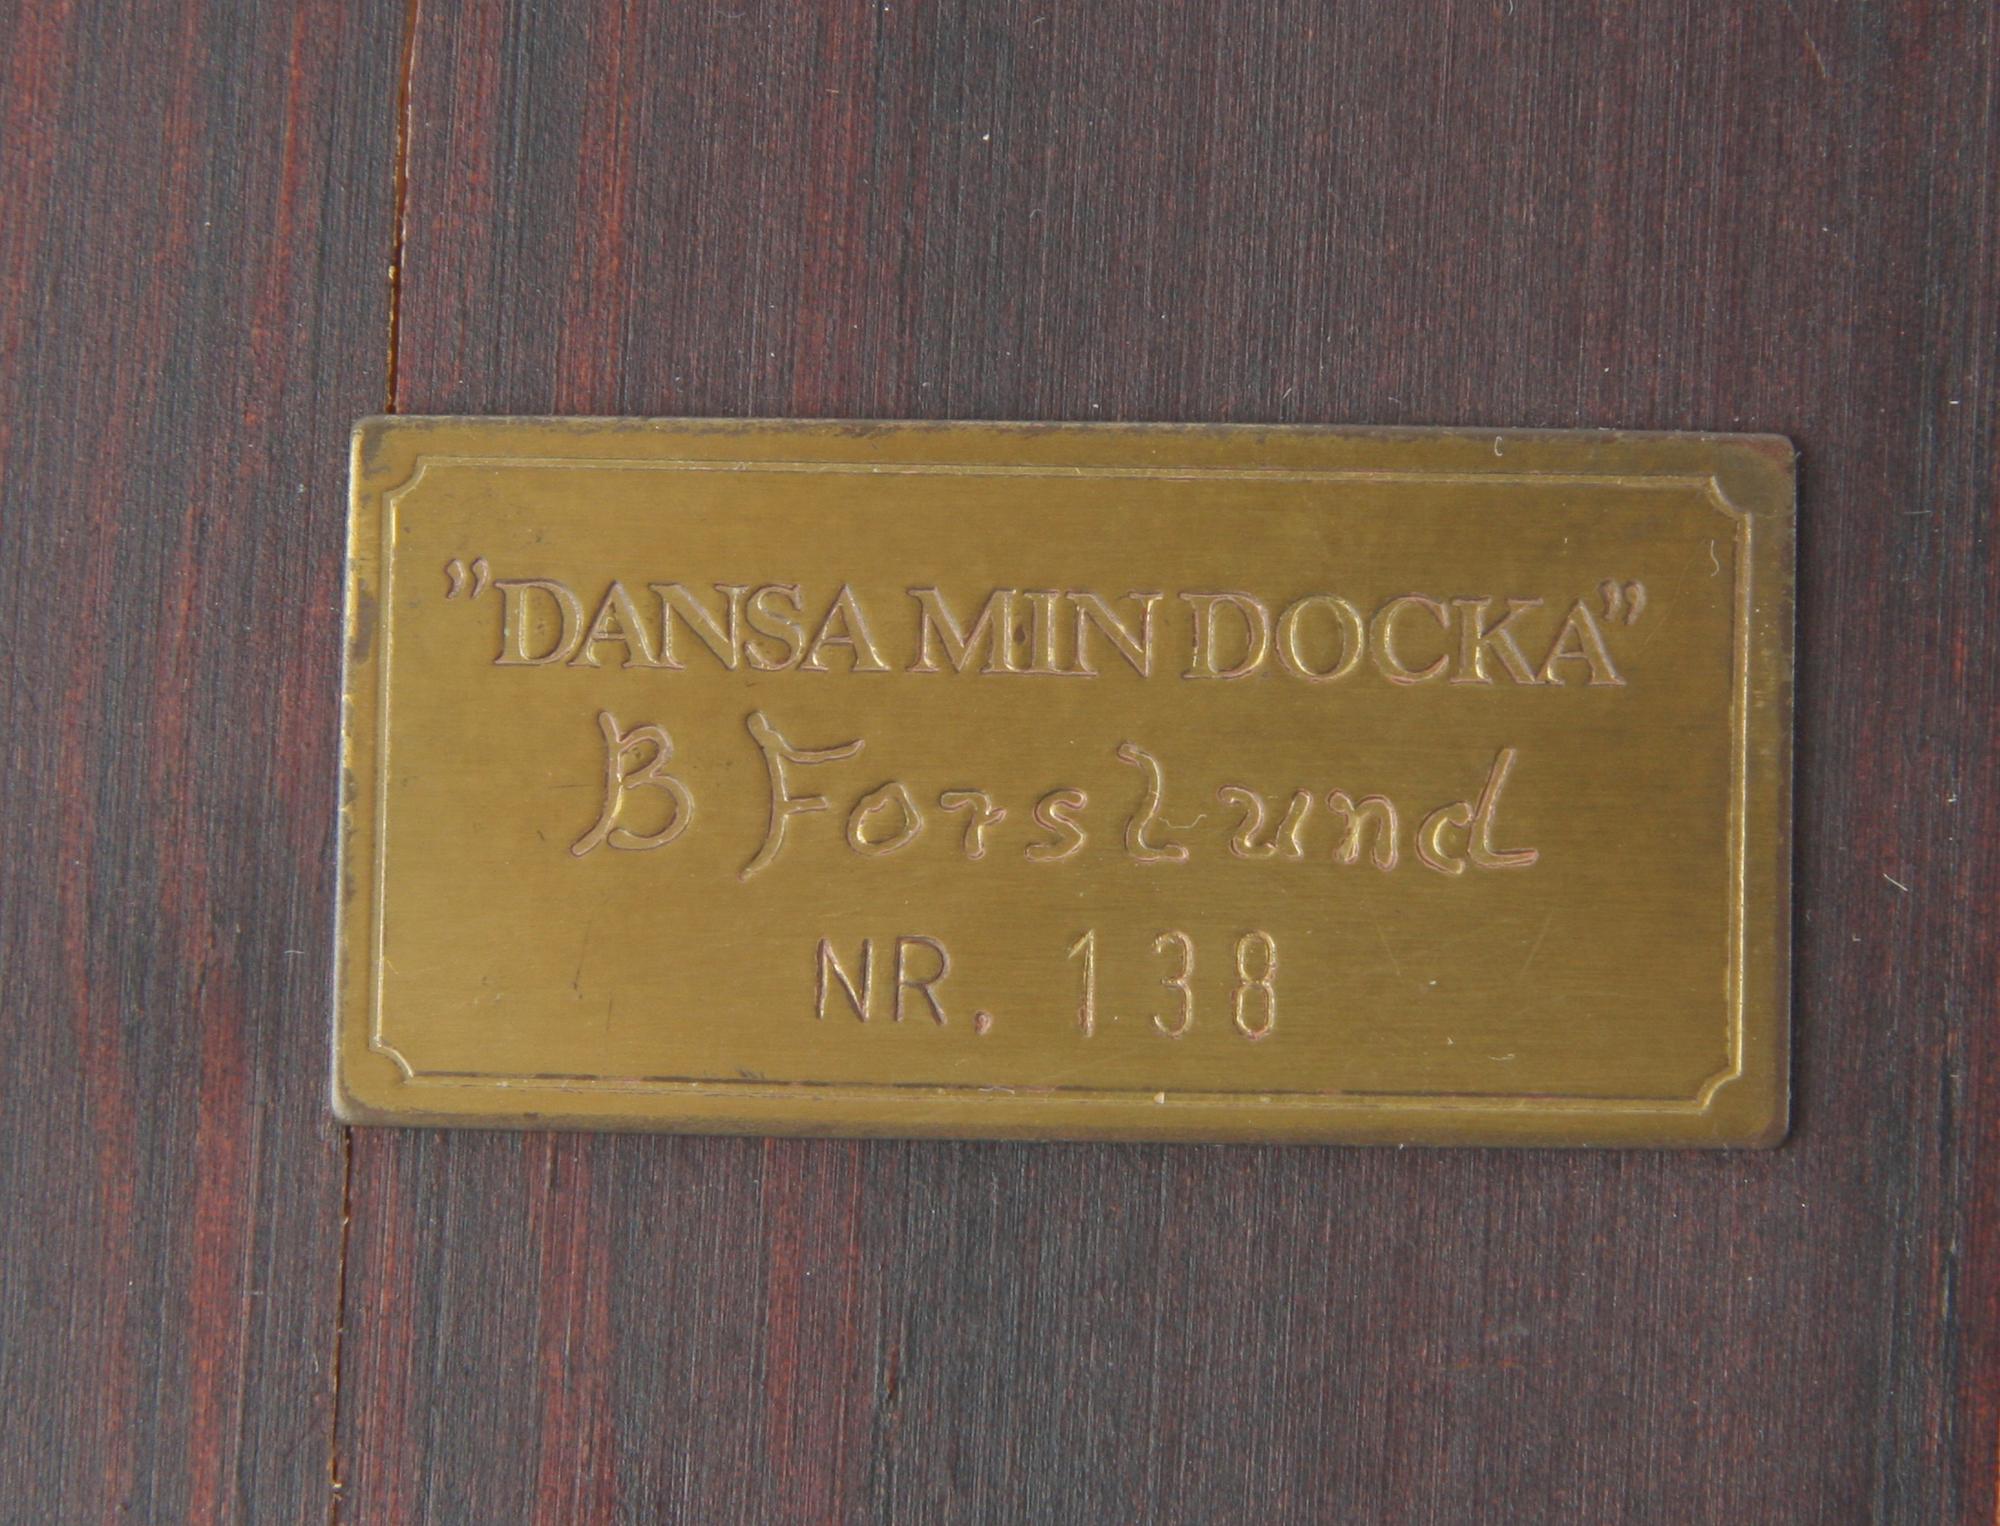 ”DANSA MIN DOCKA”
B Forslund
NR. 138